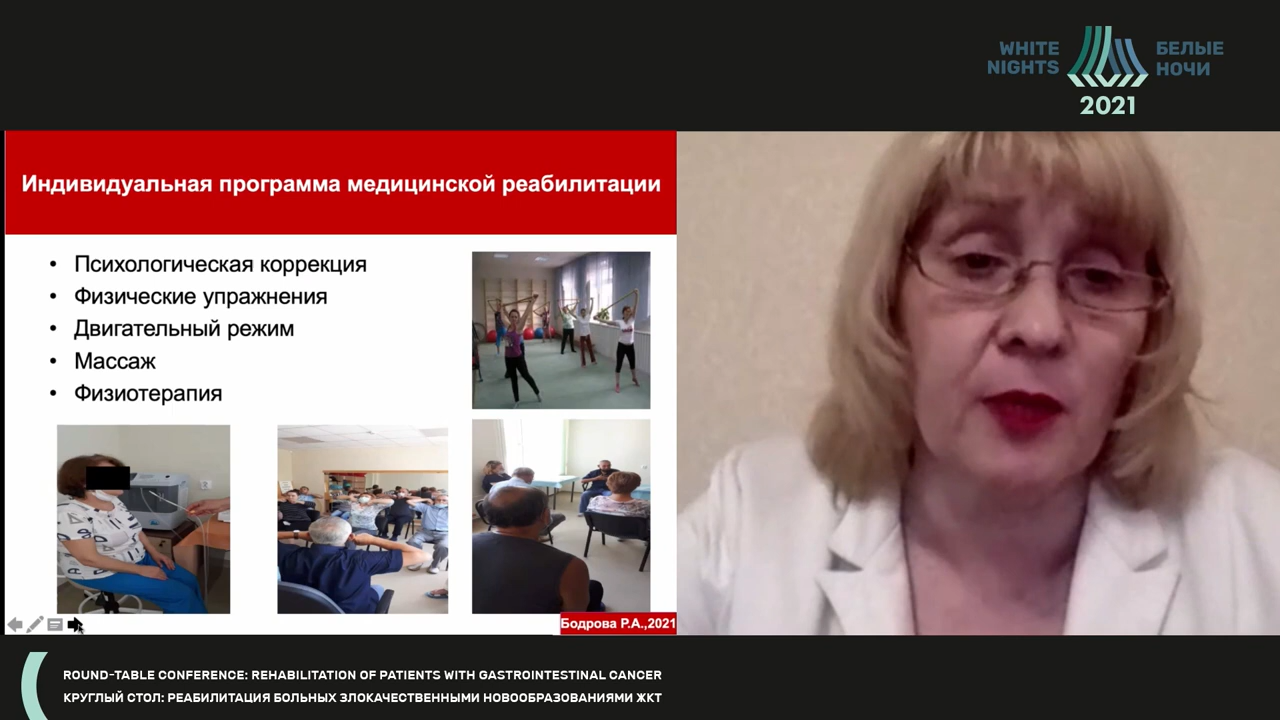 WHITE
NIGHTS
БЕЛЫЕ
НОЧИ
2021
Индивидуальная программа медицинской реабилитации
• Психологическая коррекция
• Физические упражнения
• Двигательный режим
• Массаж
• Физиотерапия
Бодрова Р.А.,2021
ROUND-TABLE CONFERENCE: REHABILITATION OF PATIENTS WITH GASTROINTESTINAL CANCER
КРУГЛЫЙ СТОЛ: РЕАБИЛИТАЦИЯ БОЛЬНЫХ ЗЛОКАЧЕСТВЕННЫМИ НОВООБРАЗОВАНИЯМИ ЖКТ